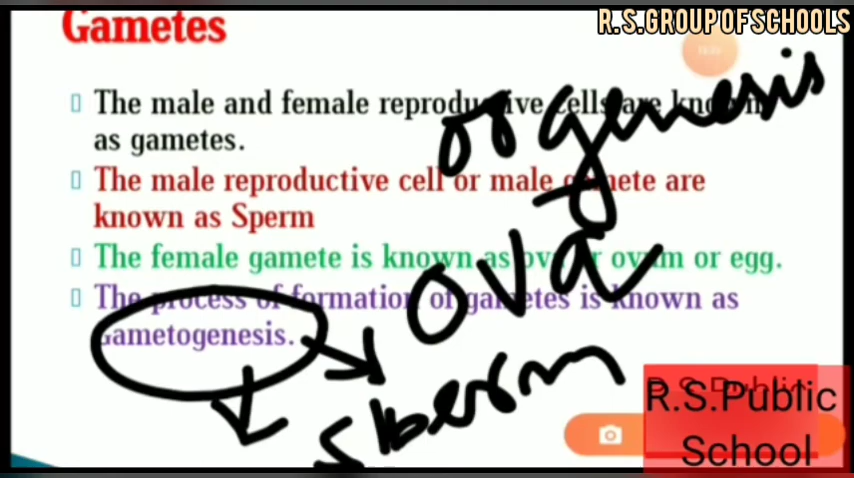 R.S.GROUP OF SCHOOLS
Gametes
The male and female reproductive cells are known
as gametes.
The male reproductive cell or male gamete are
known as Sperm
The female gamete is known as ova or ovum or egg.
The process of formation of gametes is known as
Gametogenesis.
oogenesis
ova
sperm
R.S.Public
School